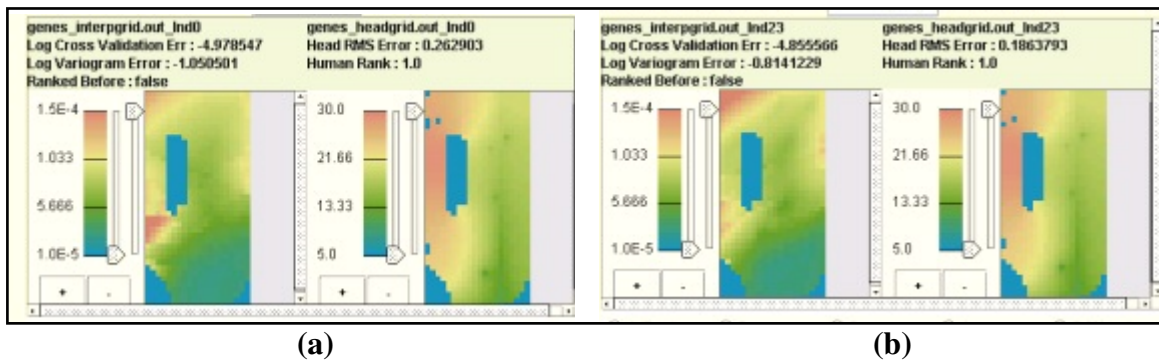 genes_interpgrid.out_Ind0 genes_headgrid.out_Ind0
Log Cross Validation Err : -4.978547 Head RMS Error : 0.262903
Log Variogram Error : -1.050501 Human Rank : 1.0
Ranked Before : false
1.5E-4 30.0
1.033 21.66
5.666 13.33
1.0E-5 5.0
+ - + -
genes_interpgrid.out_Ind23 genes_headgrid.out_Ind23
Log Cross Validation Err : -4.855566 Head RMS Error : 0.1863793
Log Variogram Error : -0.8141229 Human Rank : 1.0
Ranked Before : false
1.5E-4 30.0
1.033 21.66
5.666 13.33
1.0E-5 5.0
+ - + -
(a) (b)